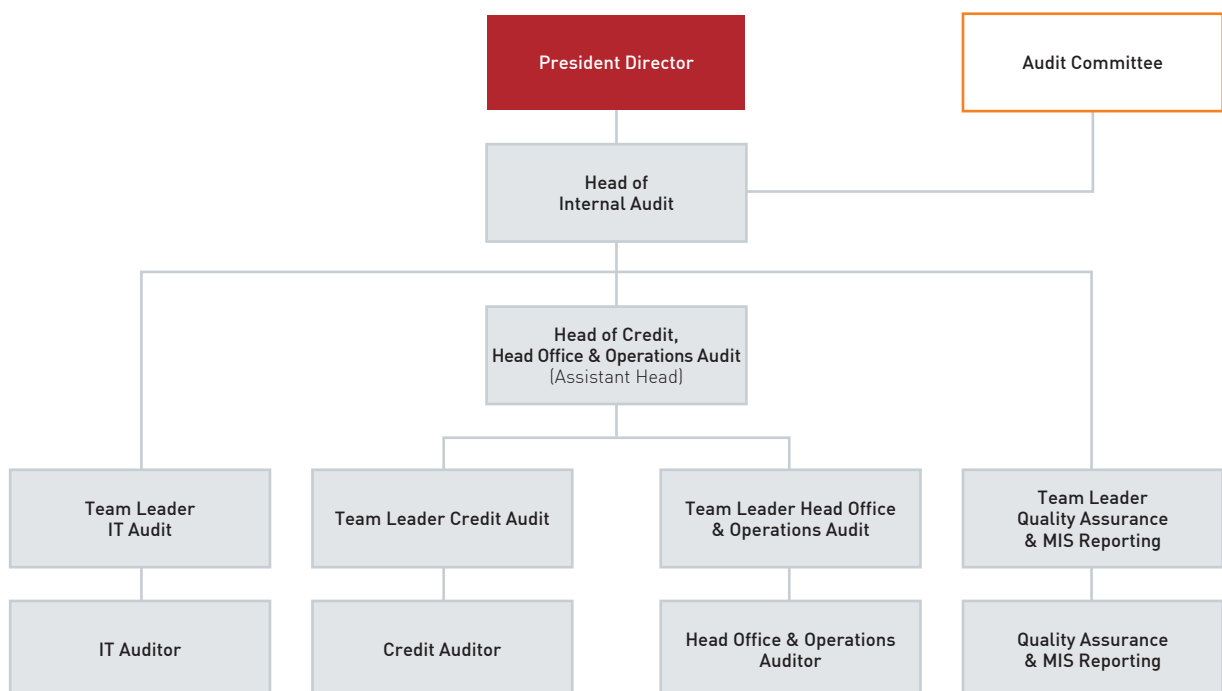 President Director
Audit Committee
Head of
Internal Audit
Head of Credit,
Head Office & Operations Audit
(Assistant Head)
Team Leader
IT Audit
Team Leader Credit Audit
Team Leader Head Office
& Operations Audit
Team Leader
Quality Assurance
& MIS Reporting
IT Auditor
Credit Auditor
Head Office & Operations
Auditor
Quality Assurance
& MIS Reporting